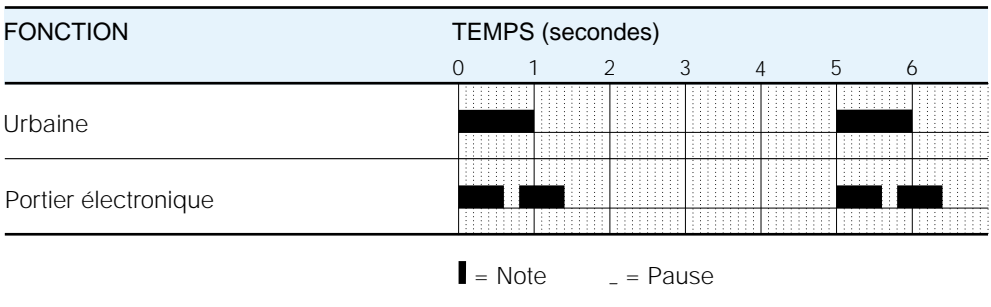 FONCTION TEMPS (secondes)
0 1 2 3 4 5 6
Urbaine
Portier électronique
= Note _ = Pause